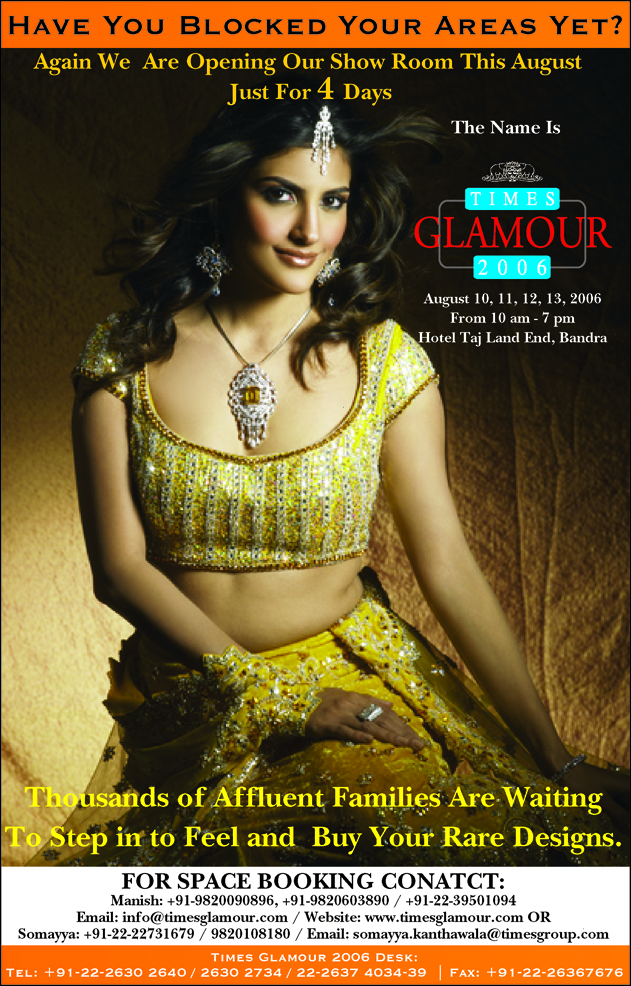 Have You Blocked Your Areas Yet?
Again We Are Opening Our Show Room This August
Just For 4 Days
The Name Is
TIMES
GLAMOUR
2006
August 10, 11, 12, 13, 2006
From 10 am - 7 pm
Hotel Taj Land End, Bandra
Thousands of Affluent Families Are Waiting
To Step in to Feel and Buy Your Rare Designs.
FOR SPACE BOOKING CONATCT:
Manish: +91-9820090896, +91-9820603890 / +91-22-39501094
Email: info@timesglamour.com / Website: www.timesglamour.com OR
Somayya: +91-22-22731679 / 9820108180 / Email: somayya.kanthawala@timesgroup.com
Times Glamour 2006 Desk:
Tel: +91-22-2630 2640 / 2630 2734 / 22-2637 4034-39 | Fax: +91-22-26367676